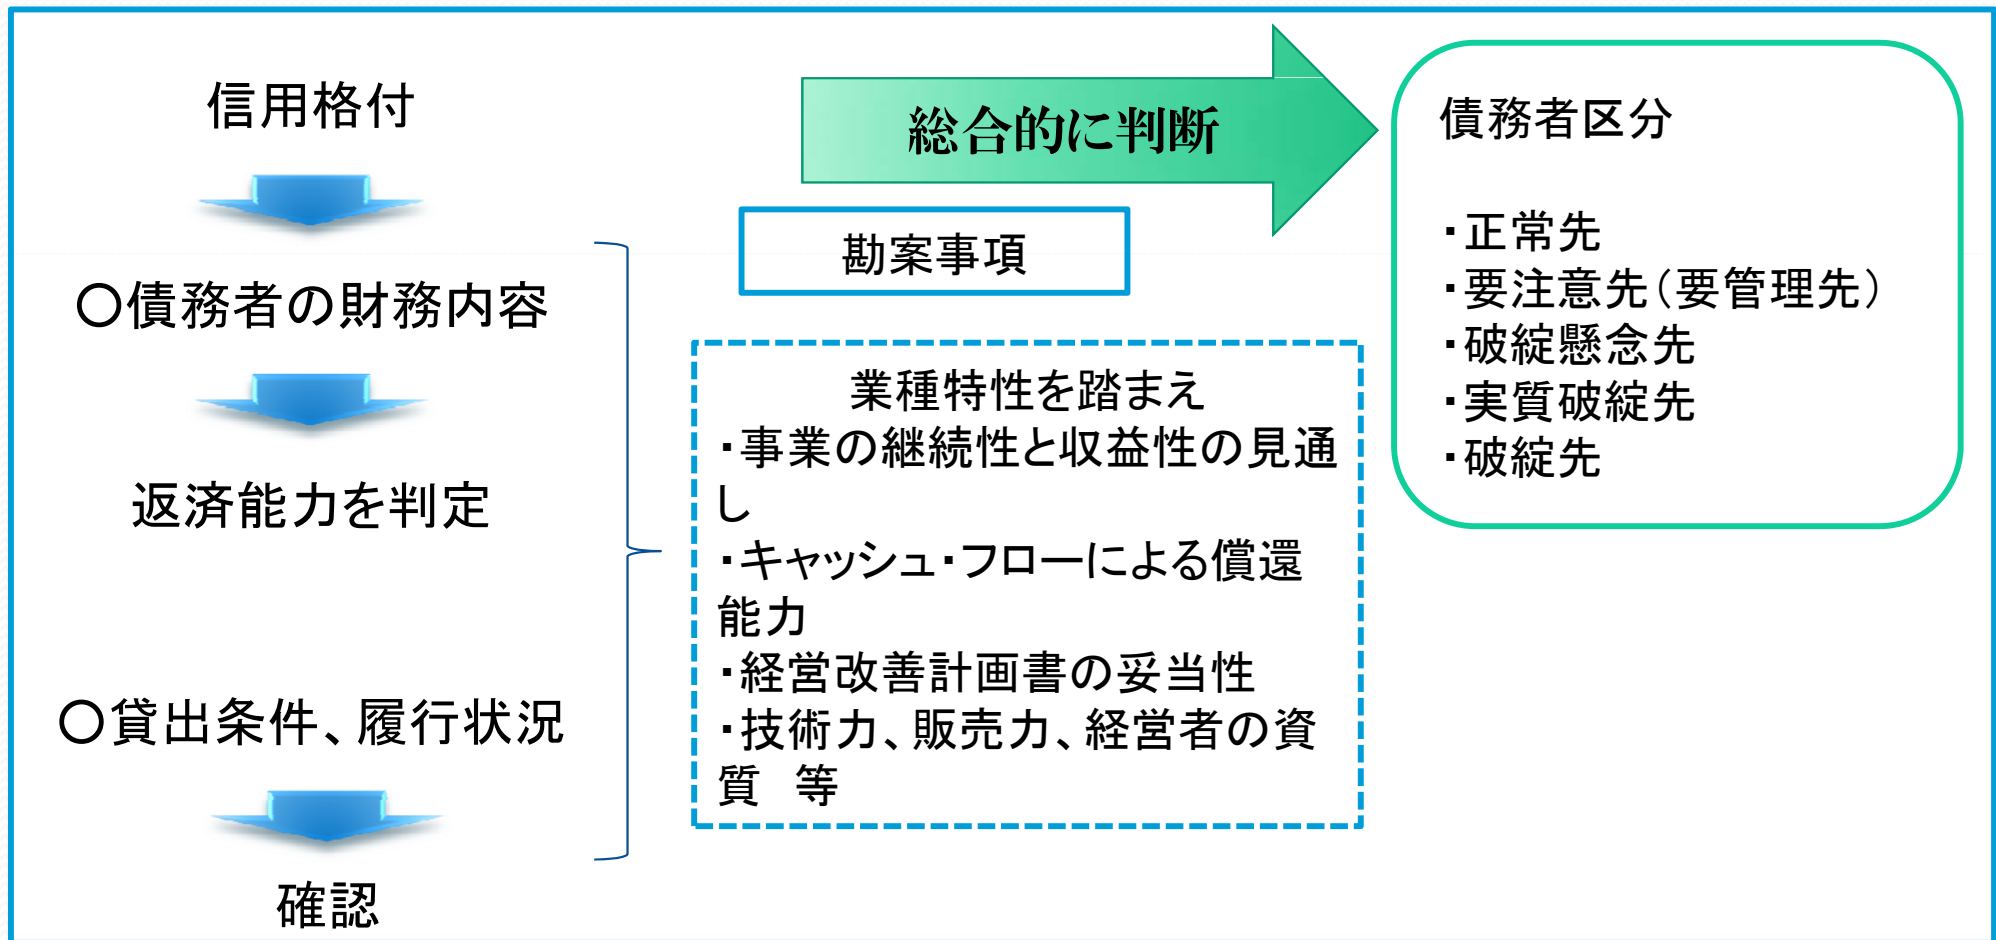 信用格付
〇債務者の財務内容
返済能力を判定
〇貸出条件、履行状況
確認
総合的に判断
勘案事項
業種特性を踏まえ
・事業の継続性と収益性の見通
し
・キャッシュ・フローによる償還
能力
・経営改善計画書の妥当性
・技術力、販売力、経営者の資
質　等
債務者区分
・正常先
・要注意先（要管理先）
・破綻懸念先
・実質破綻先
・破綻先